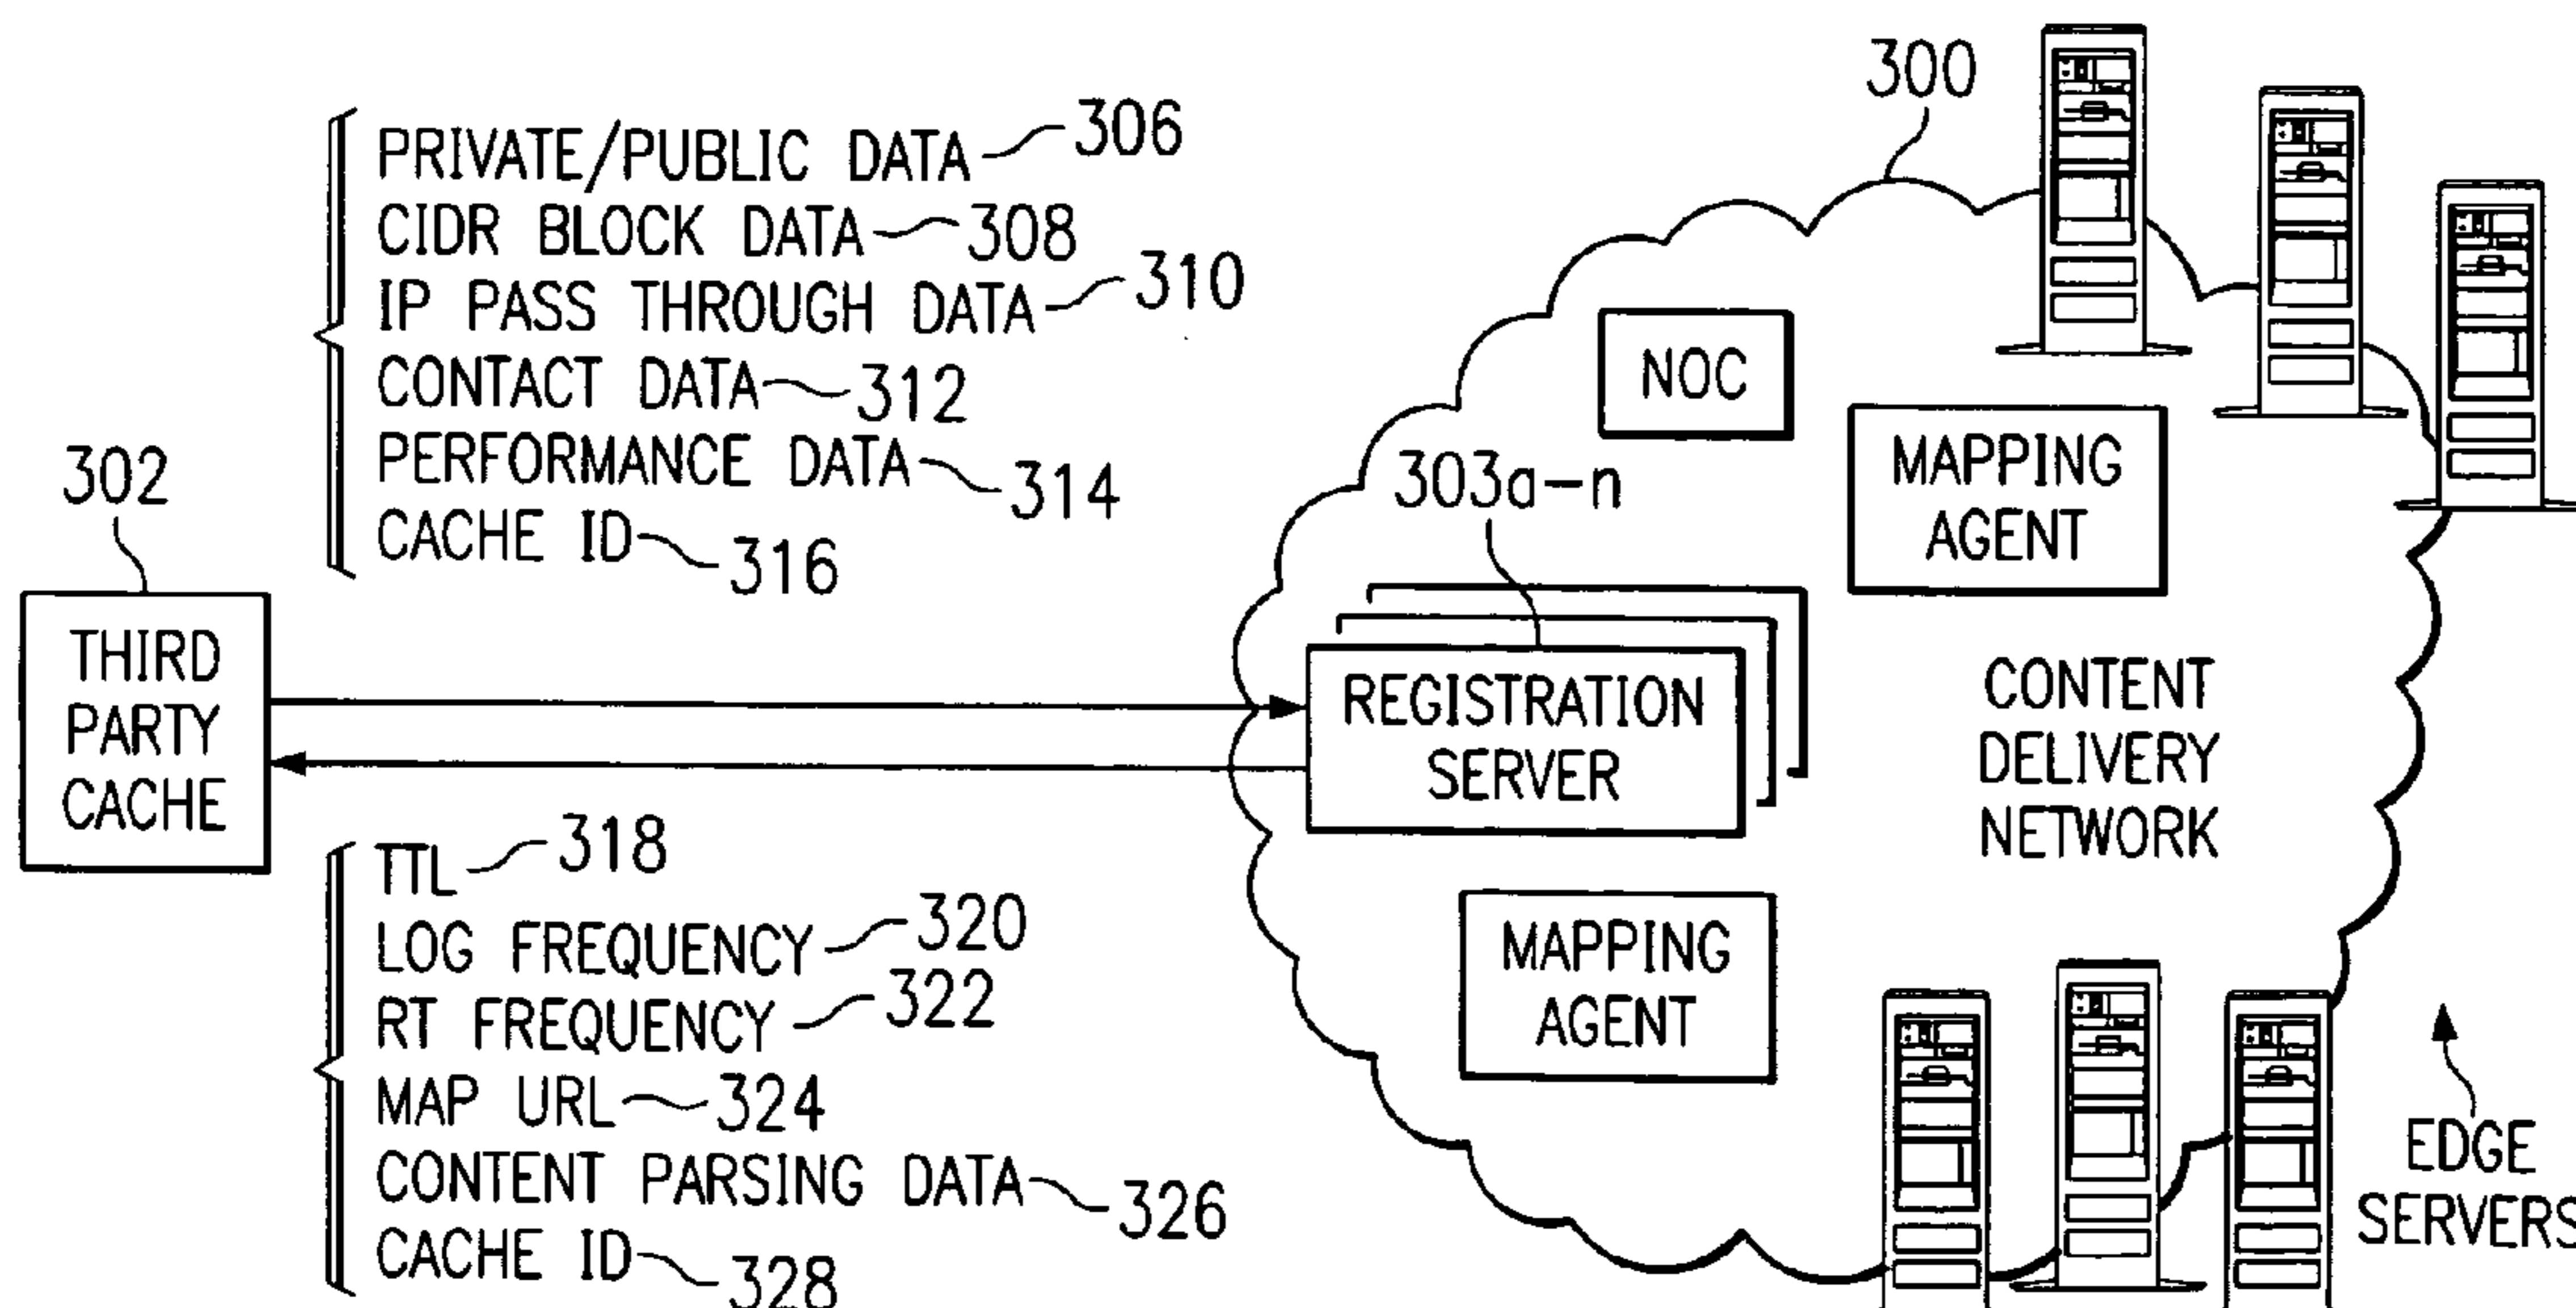 PRIVATE/PUBLIC DATA 306
CIDR BLOCK DATA 308
IP PASS THROUGH DATA 310
CONTACT DATA 312
PERFORMANCE DATA 314
CACHE ID 316
302
THIRD
PARTY
CACHE
TTL 318
LOG FREQUENCY 320
RT FREQUENCY 322
MAP URL 324
CONTENT PARSING DATA 326
CACHE ID 328
300
NOC
MAPPING
AGENT
303a-n
REGISTRATION
SERVER
CONTENT
DELIVERY
NETWORK
MAPPING
AGENT
EDGE
SERVERS